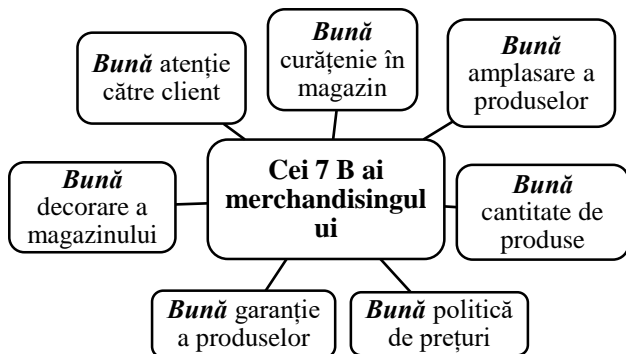 Bună atenție
către client
Bună
curățenie în
magazin
Bună
amplasare a
produselor
Bună
decorare a
magazinului
Cei 7 B ai
merchandisingul
ui
Bună
cantitate de
produse
Bună garanție
a produselor
Bună politică
de prețuri